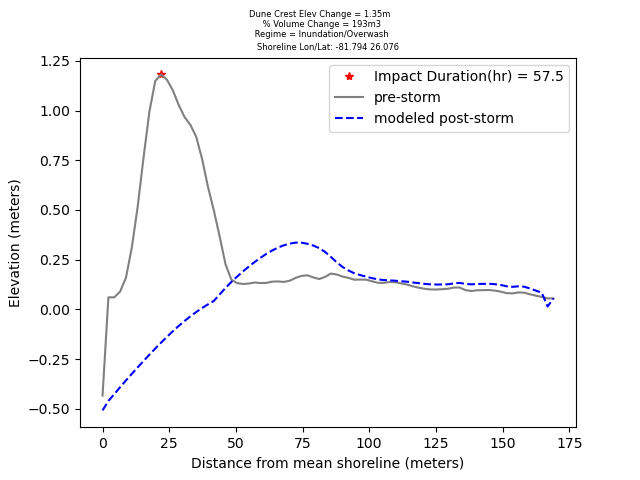 Dune Crest Elev Change = 1.35m
% Volume Change = 193m3
Regime = Inundation/Overwash
Shoreline Lon/Lat: -81.794 26.076
Impact Duration(hr) = 57.5
pre-storm
modeled post-storm
Elevation (meters)
1.25
1.00
0.75
0.50
0.25
0.00
−0.25
−0.50
0 25 50 75 100 125 150 175
Distance from mean shoreline (meters)